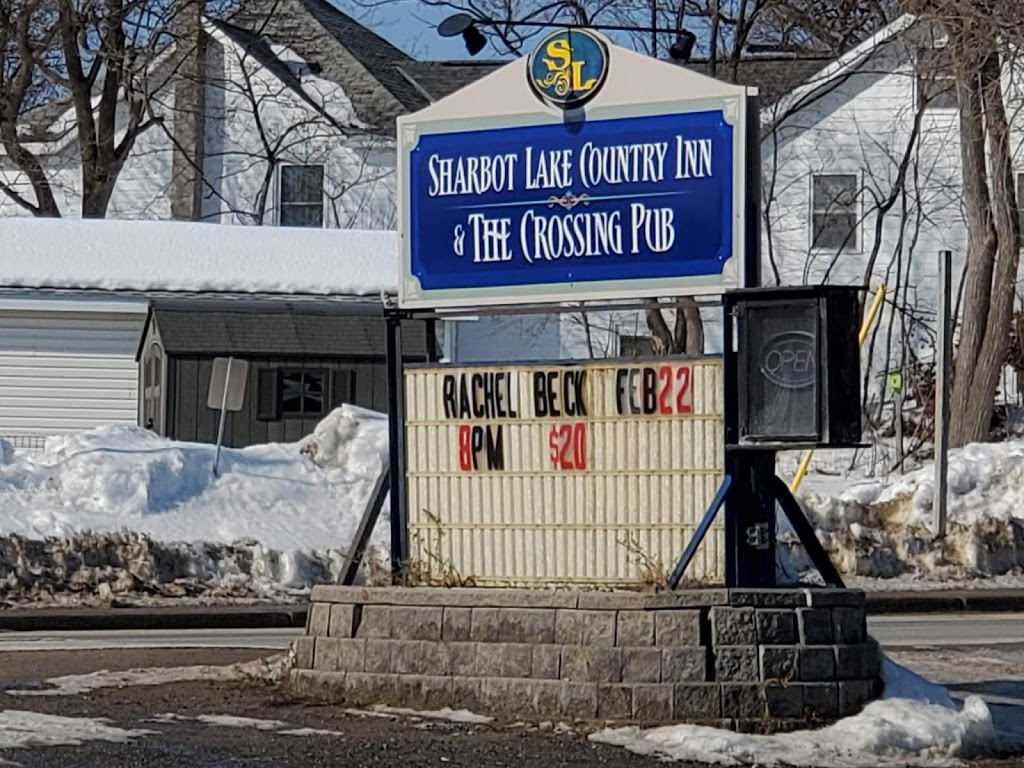 SL
SHARBOT LAKE COUNTRY INN
& THE CROSSING PUB
RACHEL BECK FEB22
8PM $20
OPEN